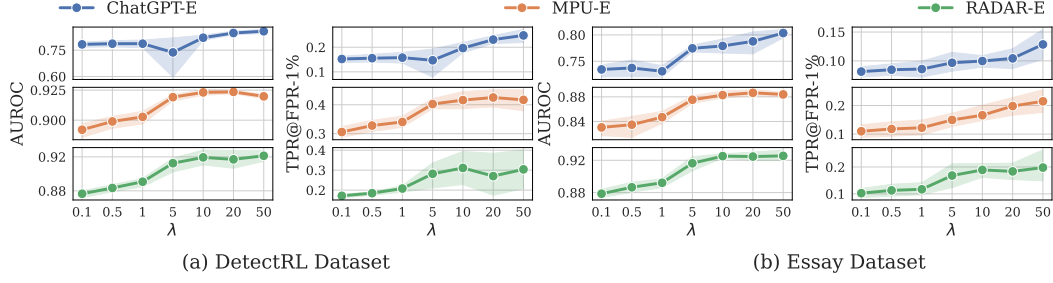 ChatGPT-E MPU-E RADAR-E
AUROC
0.75
0.60
0.925
0.900
0.92
0.88
0.1 0.5 1 5 10 20 50
λ
TPR@FPR-1%
0.2
0.1
0.4
0.3
0.4
0.3
0.2
0.1 0.5 1 5 10 20 50
λ
(a) DetectRL Dataset
AUROC
0.80
0.75
0.88
0.84
0.92
0.88
0.1 0.5 1 5 10 20 50
λ
TPR@FPR-1%
0.15
0.10
0.2
0.1
0.2
0.1
0.1 0.5 1 5 10 20 50
λ
(b) Essay Dataset